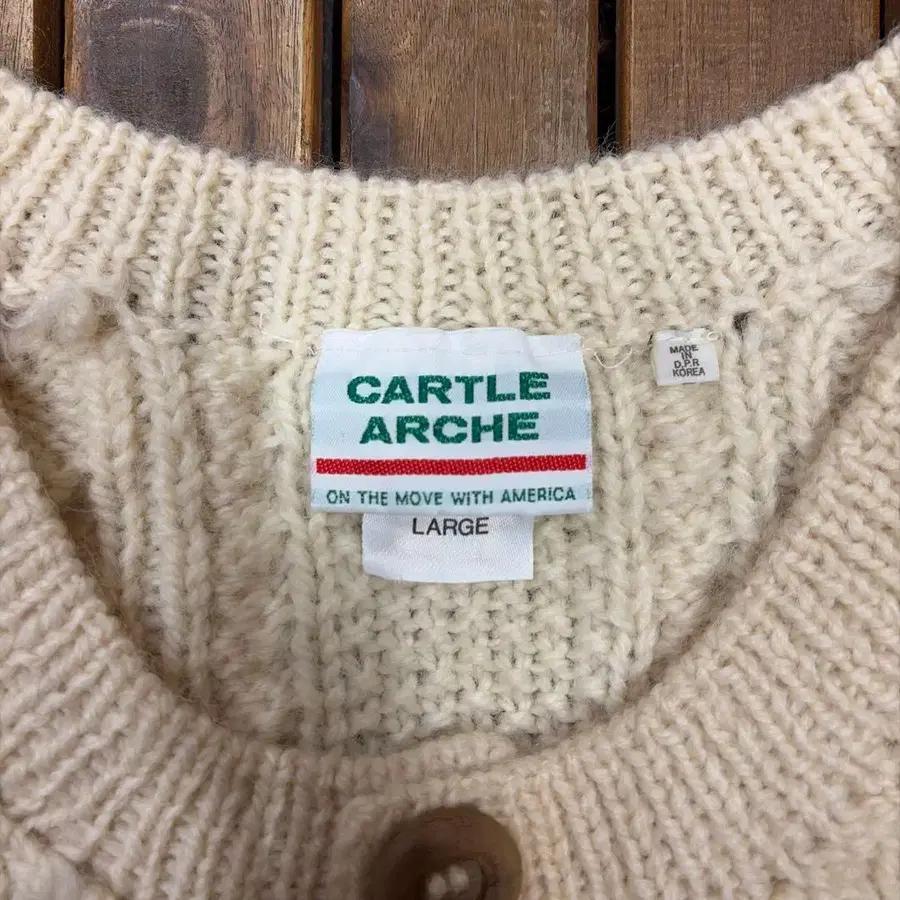 CARTLE
ARCHE
ON THE MOVE WITH AMERICA
LARGE
MADE
IN
D.P.R
KOREA